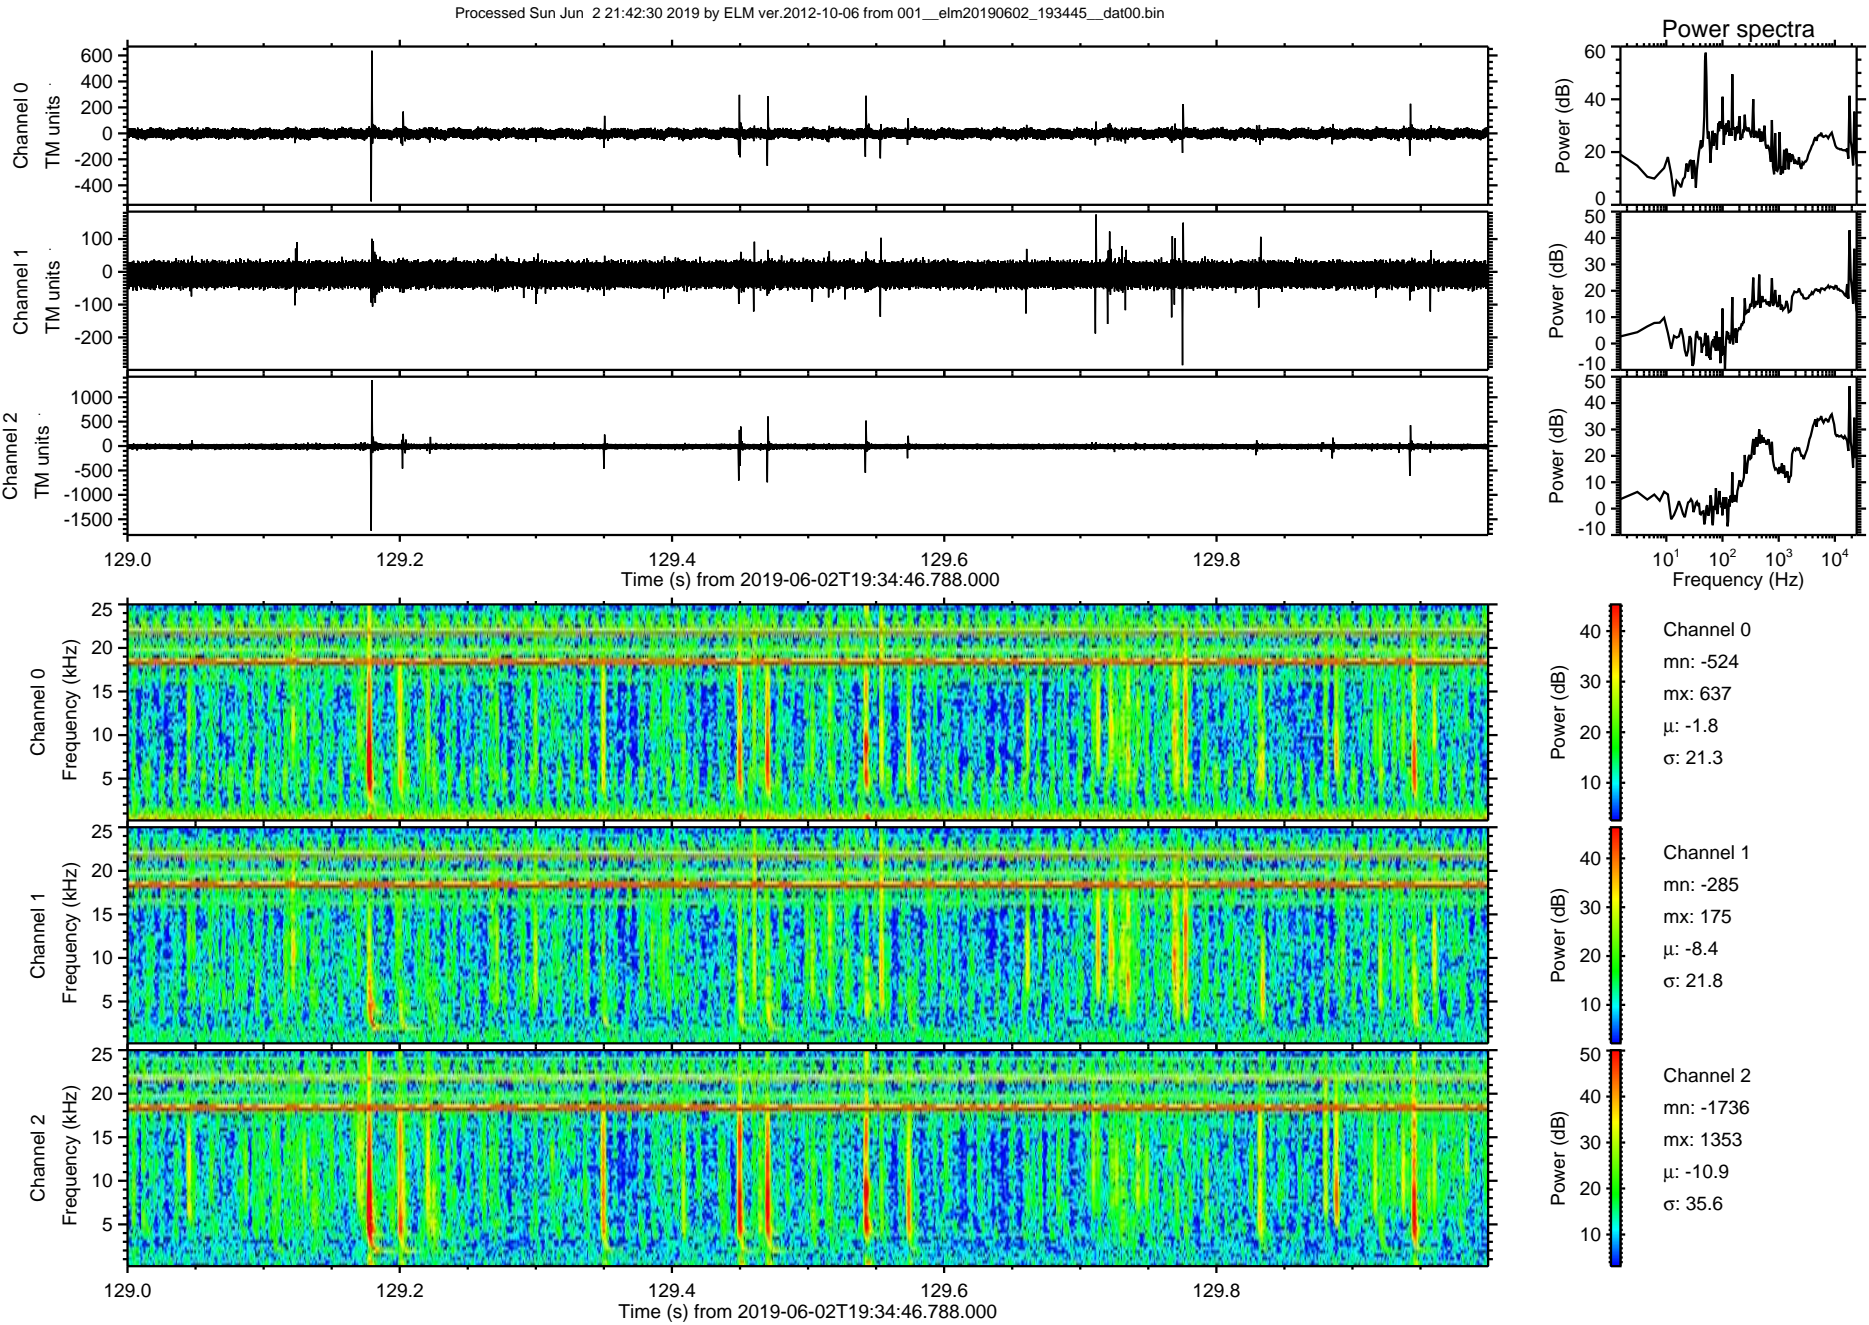 Processed Sun Jun  2 21:42:30 2019 by ELM ver.2012-10-06 from 001__elm20190602_193445__dat00.bin
Power spectra
Channel 0
TM units
600
400
200
0
-200
-400
Power (dB)
60
40
20
0
Channel 1
TM units
100
0
-100
-200
Power (dB)
50
40
30
20
10
0
-10
Channel 2
TM units
1000
500
0
-500
-1000
-1500
Power (dB)
50
40
30
20
10
0
-10
129.0 129.2 129.4 129.6 129.8
Time (s) from 2019-06-02T19:34:46.788.000
10^1 10^2 10^3 10^4
Frequency (Hz)
Channel 0
Frequency (kHz)
25
20
15
10
5
Power (dB)
40
30
20
10
Channel 0
mn: -524
mx: 637
μ: -1.8
σ: 21.3
Channel 1
Frequency (kHz)
25
20
15
10
5
Power (dB)
40
30
20
10
Channel 1
mn: -285
mx: 175
μ: -8.4
σ: 21.8
Channel 2
Frequency (kHz)
25
20
15
10
5
Power (dB)
50
40
30
20
10
Channel 2
mn: -1736
mx: 1353
μ: -10.9
σ: 35.6
129.0 129.2 129.4 129.6 129.8
Time (s) from 2019-06-02T19:34:46.788.000